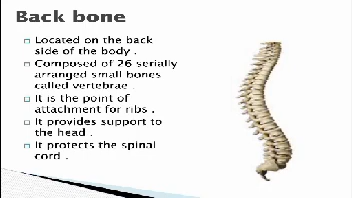 Back bone
Located on the back
side of the body .
Composed of 26 serially
arranged small bones
called vertebrae .
It is the point of
attachment for ribs .
It provides support to
the head .
It protects the spinal
cord .